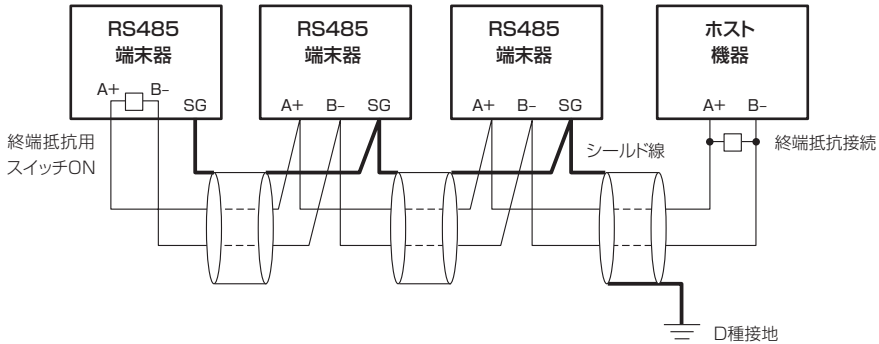 RS485
端末器
A+ B−
SG
RS485
端末器
A+ B− SG
RS485
端末器
A+ B− SG
ホスト
機器
A+ B−
終端抵抗用
スイッチON
シールド線
終端抵抗接続
D種接地